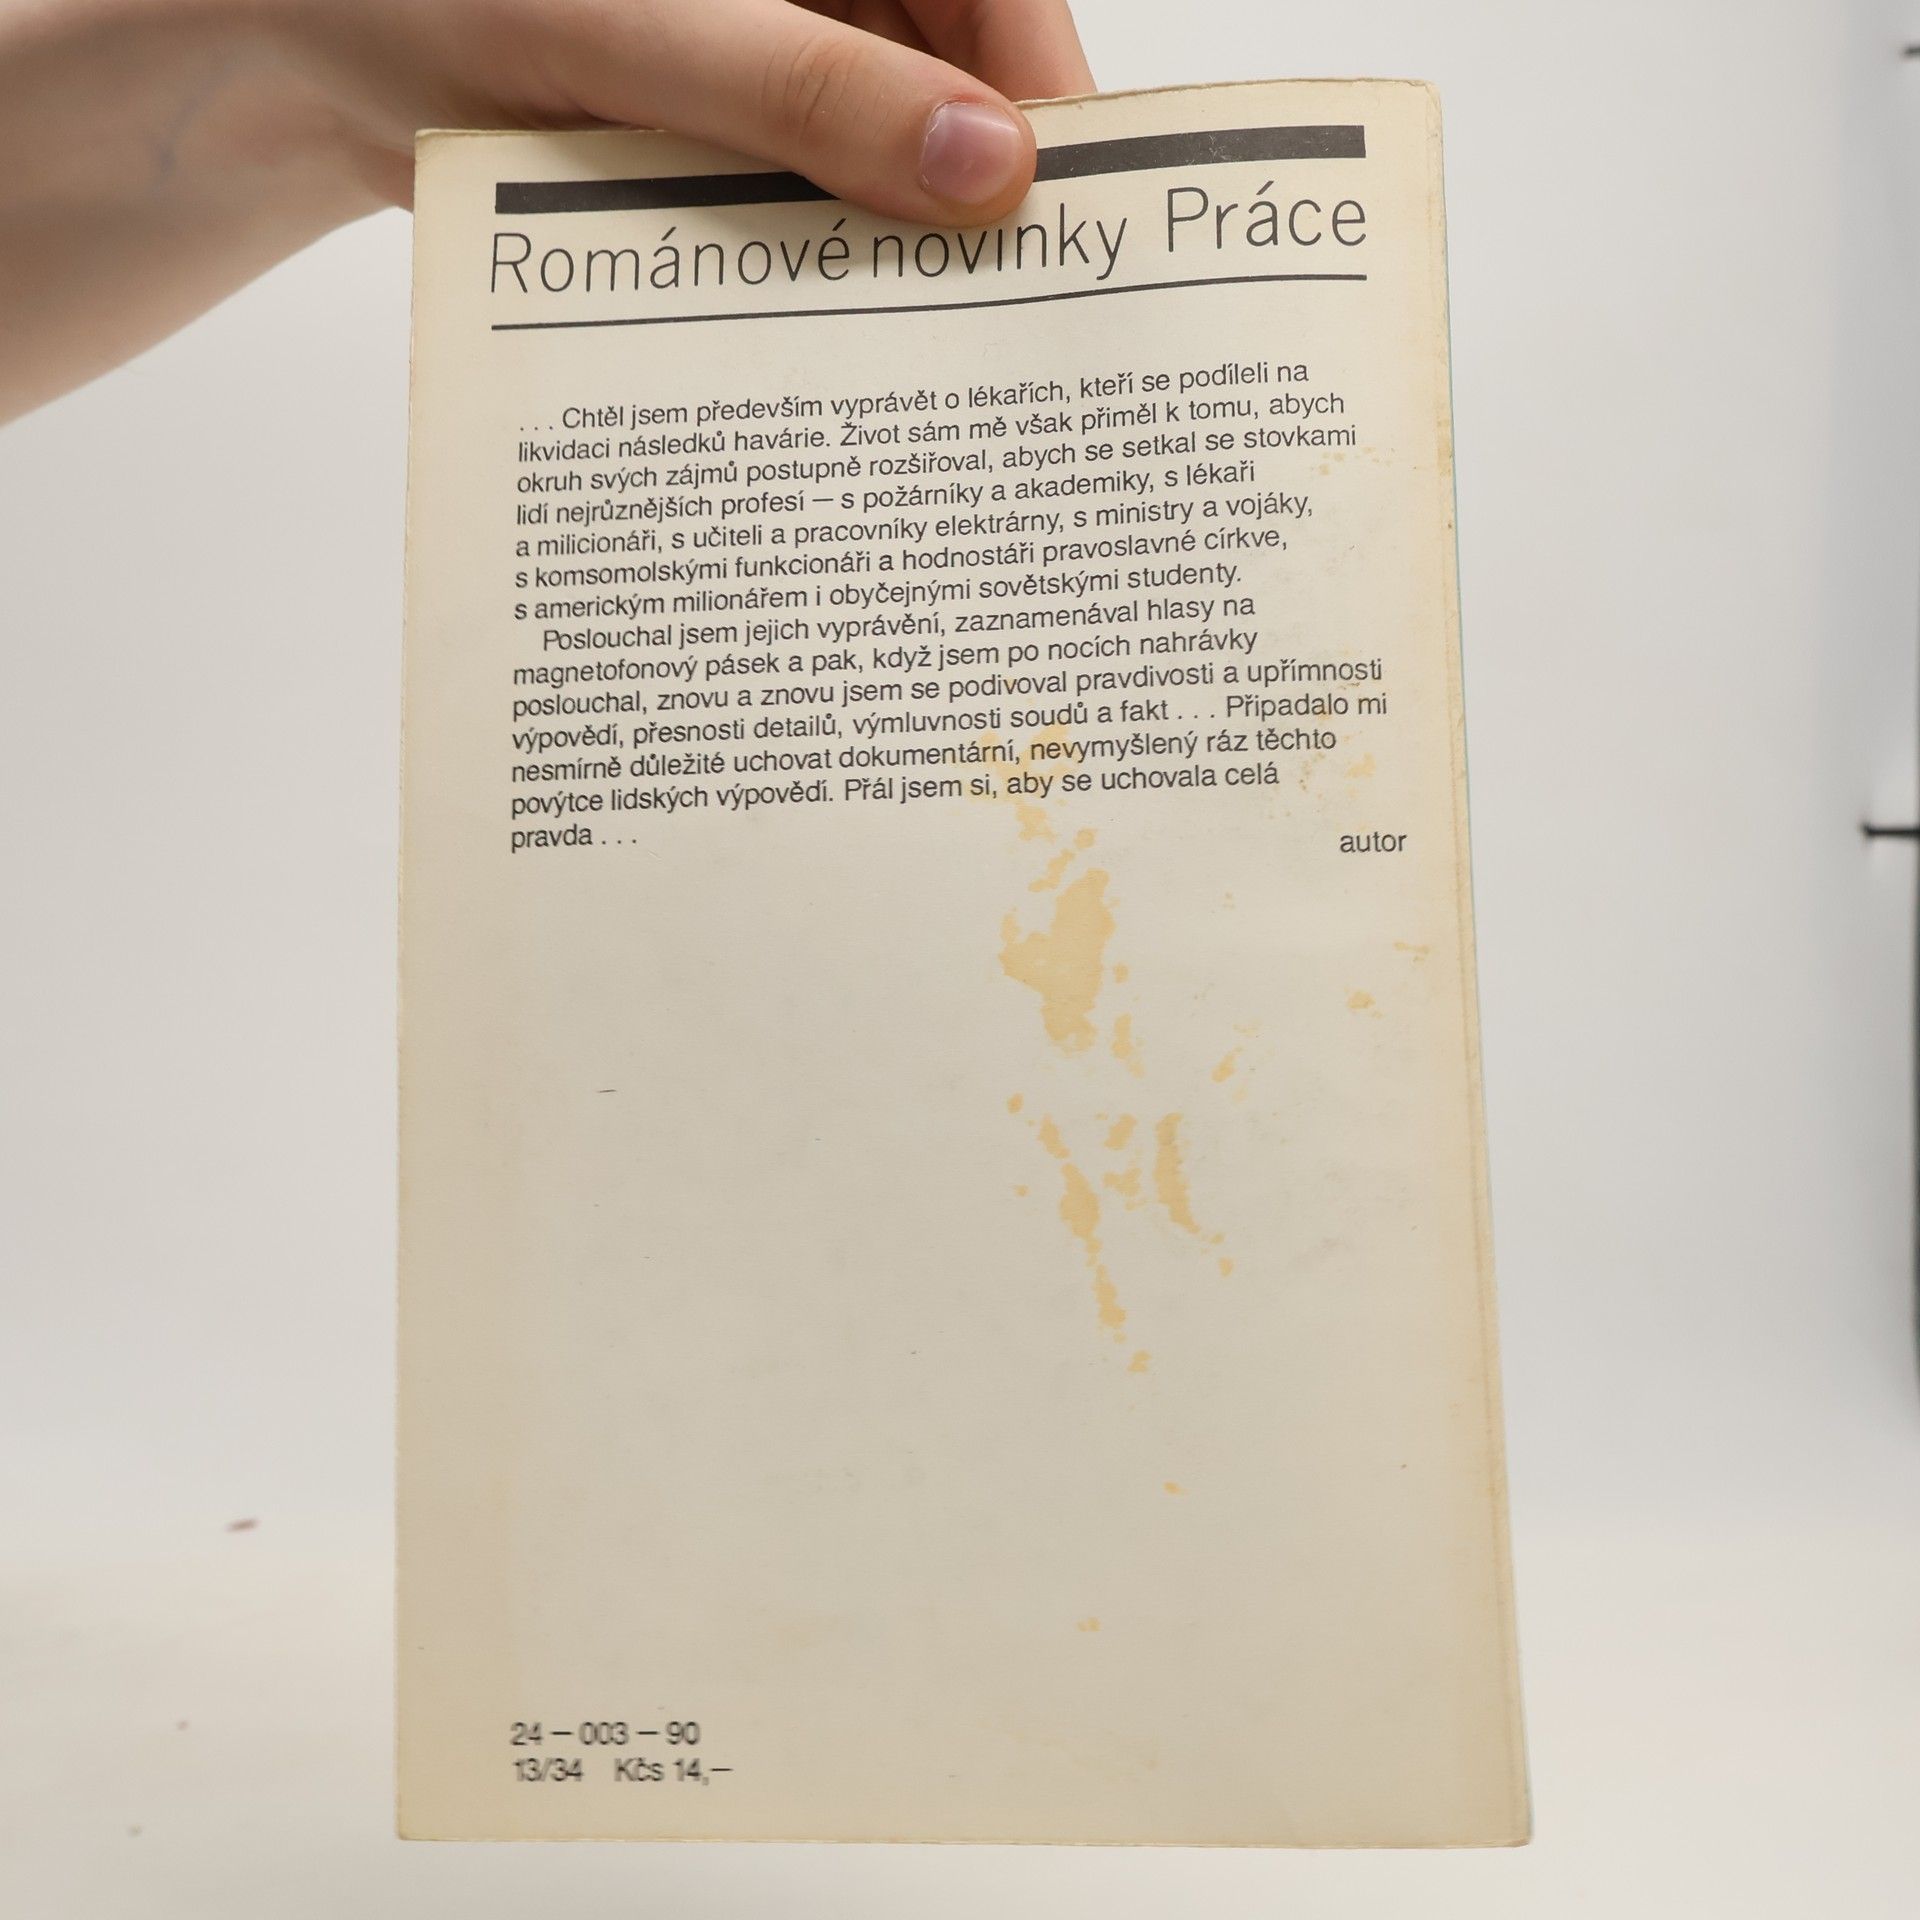 Románové novinky Práce
. . . Chtěl jsem především vyprávět o lékařích, kteří se podíleli na
likvidaci následků havárie. Život sám mě však přiměl k tomu, abych
okruh svých zájmů postupně rozšiřoval, abych se setkal se stovkami
lidí nejrůznějších profesí — s požárníky a akademiky, s lékaři
a milicionáři, s učiteli a pracovníky elektrárny, s ministry a vojáky,
s komsomolskými funkcionáři a hodnostáři pravoslavné církve,
s americkým milionářem i obyčejnými sovětskými studenty.
Poslouchal jsem jejich vyprávění, zaznamenával hlasy na
magnetofonový pásek a pak, když jsem po nocích nahrávky
poslouchal, znovu a znovu jsem se podivoval pravdivosti a upřímnosti
výpovědí, přesnosti detailů, výmluvnosti soudů a fakt . . . Připadalo mi
nesmírně důležité uchovat dokumentární, nevymyšlený ráz těchto
povýtce lidských výpovědí. Přál jsem si, aby se uchovala celá
pravda . . .
autor
24 — 003 — 90
13/34 Kčs 14,—